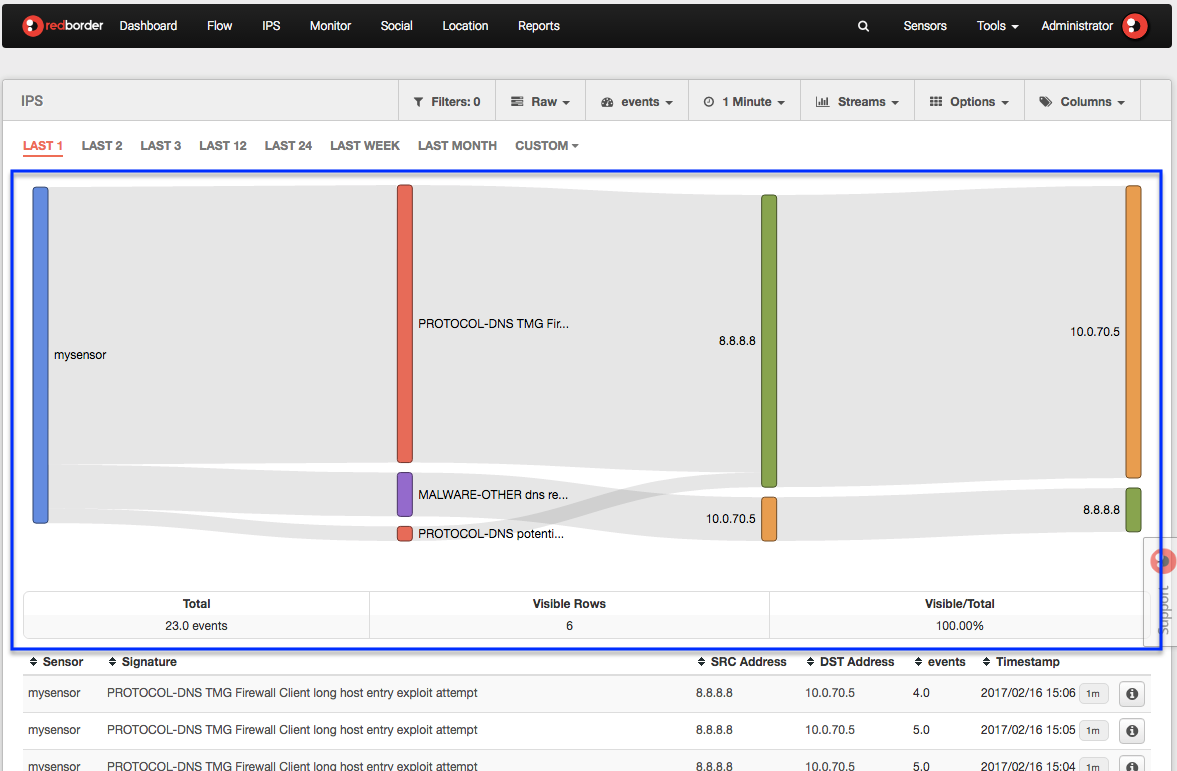 redborder Dashboard Flow IPS Monitor Social Location Reports Sensors Tools Administrator
IPS Filters: 0 Raw events 1 Minute Streams Options Columns
LAST 1 LAST 2 LAST 3 LAST 12 LAST 24 LAST WEEK LAST MONTH CUSTOM
PROTOCOL-DNS TMG Fir...
10.0.70.5
8.8.8.8
mysensor
MALWARE-OTHER dns re...
8.8.8.8
10.0.70.5
PROTOCOL-DNS potenti...
Support
Total Visible Rows Visible/Total
23.0 events 6 100.00%
Sensor Signature SRC Address DST Address events Timestamp
mysensor PROTOCOL-DNS TMG Firewall Client long host entry exploit attempt 8.8.8.8 10.0.70.5 4.0 2017/02/16 15:06 1m
mysensor PROTOCOL-DNS TMG Firewall Client long host entry exploit attempt 8.8.8.8 10.0.70.5 5.0 2017/02/16 15:05 1m
mysensor PROTOCOL-DNS TMG Firewall Client long host entry exploit attempt 8.8.8.8 10.0.70.5 5.0 2017/02/16 15:04 1m